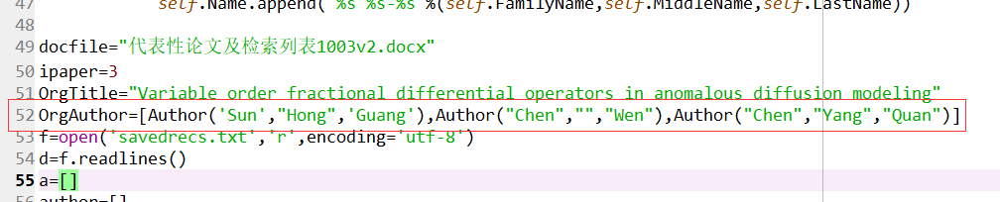 47 self.Name.append("%s %s-%s"%(self.FamilyName,self.MiddleName,self.LastName))
48
49 docfile="代表性论文及检索列表1003v2.docx"
50 ipaper=3
51 OrgTitle="Variable order fractional differential operators in anomalous diffusion modeling"
52 OrgAuthor=[Author('Sun',"Hong",'Guang'),Author("Chen","","Wen"),Author("Chen","Yang","Quan")]
53 f=open('savedrecs.txt','r',encoding='utf-8')
54 d=f.readlines()
55 a=[]
56 author=[]